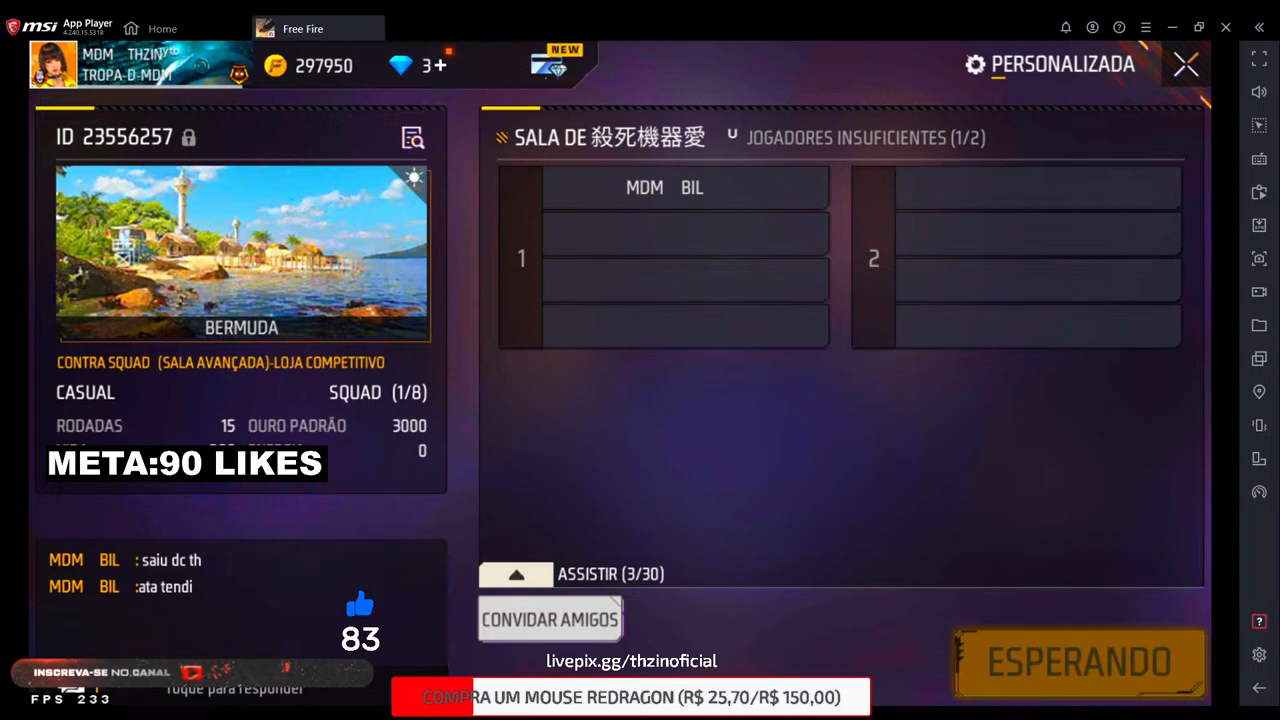 msi App Player
4.240.15.5318
Home
Free Fire
MDM THZINytb
TROPA-D-MDM
297950
3+
NEW
PERSONALIZADA
ID 23556257
SALA DE 殺死機器愛 U JOGADORES INSUFICIENTES (1/2)
BERMUDA
CONTRA SQUAD (SALA AVANÇADA)-LOJA COMPETITIVO
CASUAL SQUAD (1/8)
RODADAS 15 OURO PADRÃO 3000
0
META:90 LIKES
1
MDM BIL
2
MDM BIL : saiu dc th
MDM BIL :ata tendi
83
ASSISTIR (3/30)
CONVIDAR AMIGOS
ESPERANDO
livepix.gg/thzinoficial
INSCREVA-SE NO CANAL
Toque para responder
FPS 233
COMPRA UM MOUSE REDRAGON (R$ 25,70/R$ 150,00)